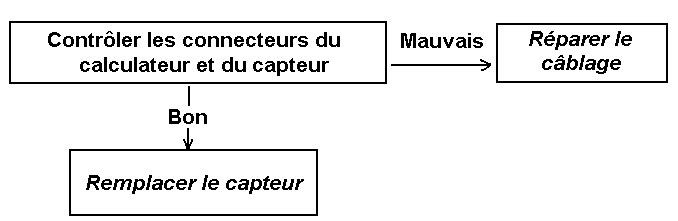 Contrôler les connecteurs du
calculateur et du capteur
Mauvais
Réparer le
câblage
Bon
Remplacer le capteur